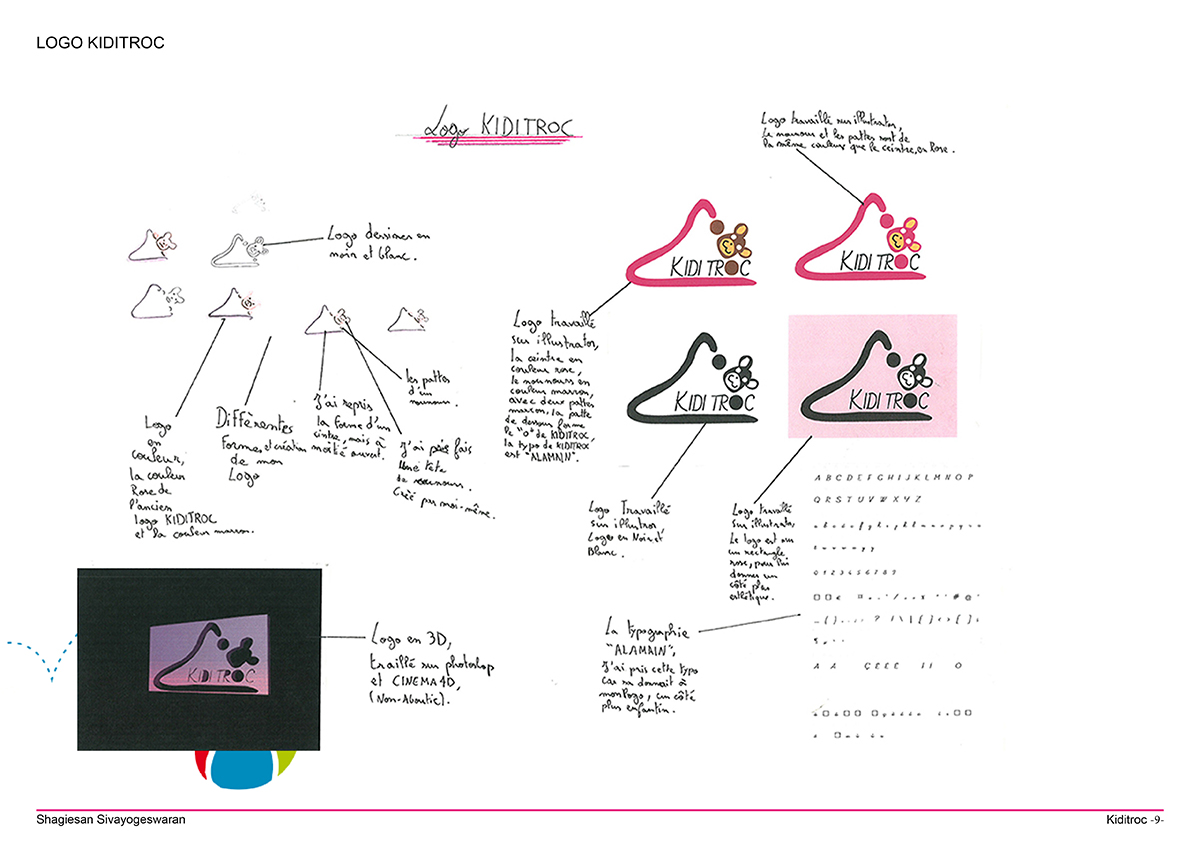 LOGO KIDITROC
Logo KIDITROC
Logo travaillé sur illustrator,
Le nounours et les pattes sont de
la même couleur que le ceintre, en Rose.
Logo dessiner en
noir et blanc.
KIDI TROC
KIDI TROC
Logo travaillé
sur illustrator,
la ceintre en
couleur rose,
le nounours en
couleur marron,
avec deux pattes
marron, la patte
de dessous forme
le "O" de KIDITROC,
la typo de KIDITROC
est "ALAMAIN".
KIDI TROC
KIDI TROC
les pattes
d'un
nounours.
J'ai repris
la forme d'un
cintre, mais à
moitié ouvert.
Différentes
Formes et création
de mon
Logo
Logo
en
couleur,
la couleur
Rose de
l'ancien
logo KIDITROC
et la couleur marron.
J'ai fais
Une tête
de nounours.
Créé par moi-même.
Logo Travaillé
sur illustror,
Logo en Noir et
Blanc.
Logo travaillé
sur illustrator,
Le logo est sur
un rectangle
rose, pour lui
donner un
côté plus
esthétique.
A B C D E F G H I J K L M N O P
Q R S T U V W X Y Z
0 1 2 3 4 5 6 7 8 9
KIDI TROC
Logo en 3D,
traillé sur photoshop
et CINEMA 4D,
(Non-Aboutie).
La typographie
"ALAMAIN",
J'ai pris cette typo
car sa donnait à
mon logo, un côté
plus enfantin.
Shagiesan Sivayogeswaran
Kiditroc -9-